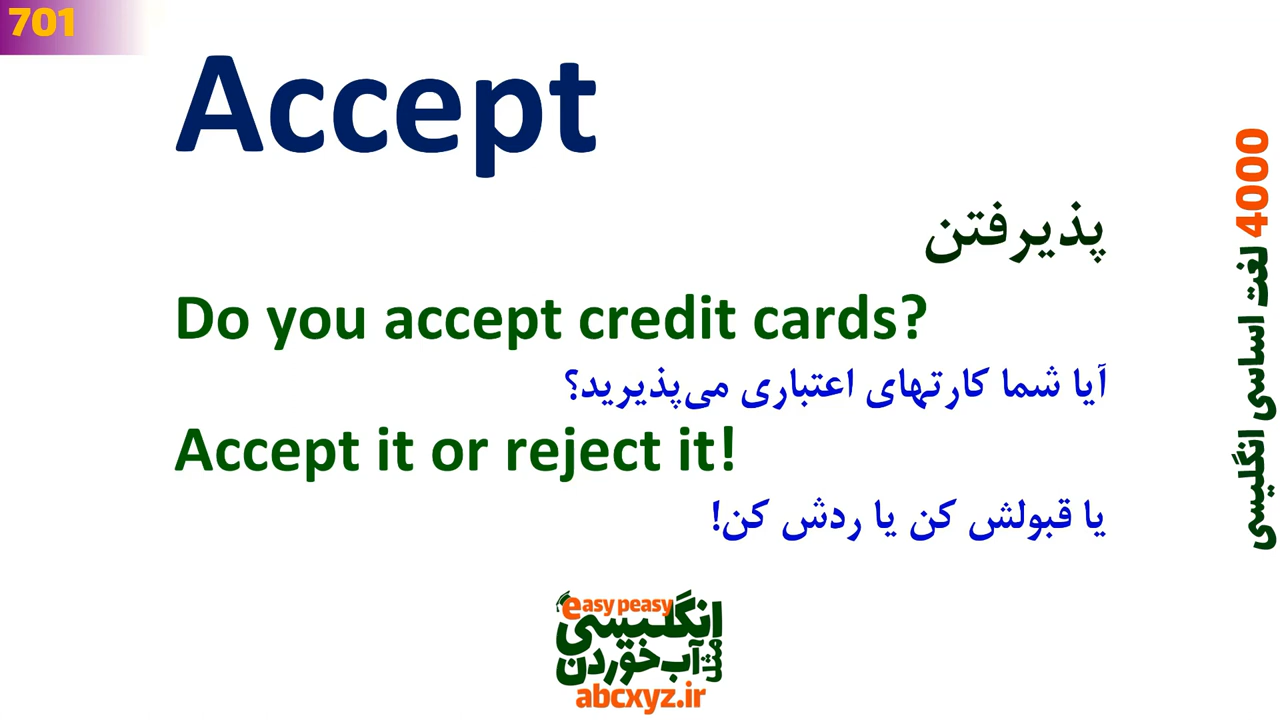 701
Accept
پذیرفتن
Do you accept credit cards?
آیا شما کارتهای اعتباری می‌پذیرید؟
Accept it or reject it!
یا قبولش کن یا ردش کن!
4000 لغت اساسی انگلیسی
easy peasy
انگلیسی
مثل آب خوردن
abcxyz.ir